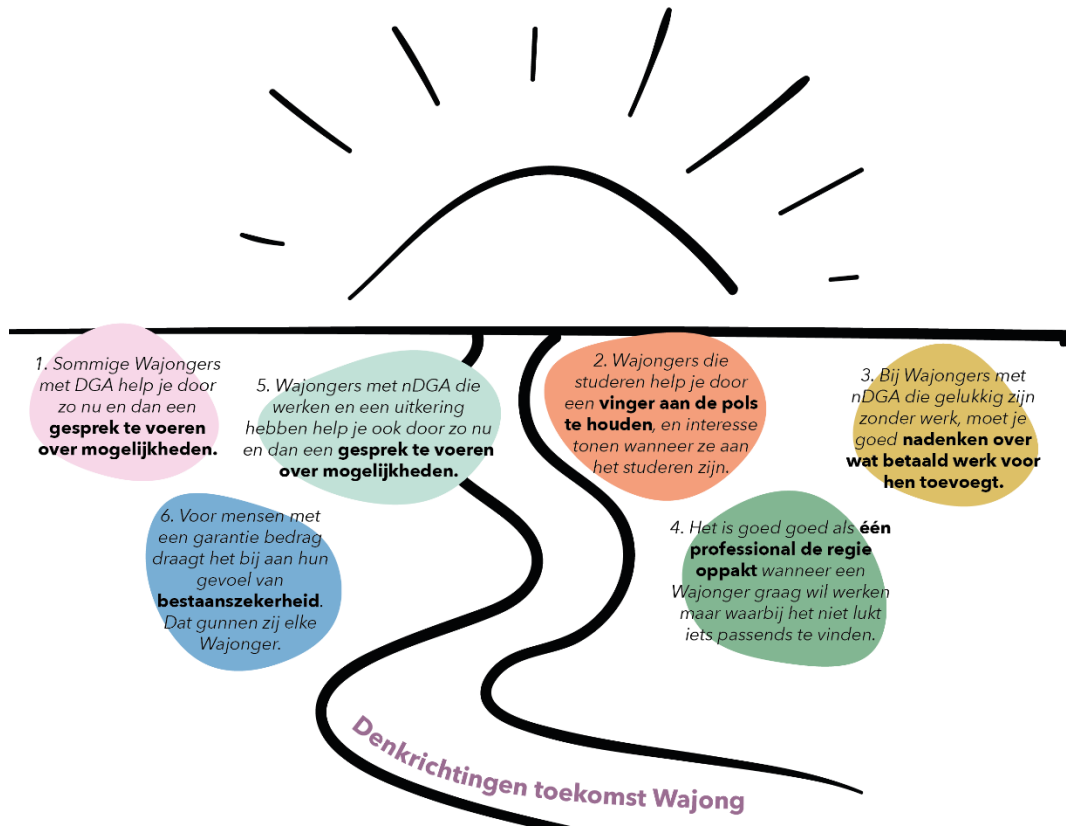 1. Sommige Wajongers
met DGA help je door
zo nu en dan een
gesprek te voeren
over mogelijkheden.
5. Wajongers met nDGA die
werken en een uitkering
hebben help je ook door zo nu
en dan een gesprek te voeren
over mogelijkheden.
2. Wajongers die
studeren help je door
een vinger aan de pols
te houden, en interesse
tonen wanneer ze aan
het studeren zijn.
3. Bij Wajongers met
nDGA die gelukkig zijn
zonder werk, moet je
goed nadenken over
wat betaald werk voor
hen toevoegt.
6. Voor mensen met
een garantie bedrag
draagt het bij aan hun
gevoel van
bestaanszekerheid.
Dat gunnen zij elke
Wajonger.
4. Het is goed goed als één
professional de regie
oppakt wanneer een
Wajonger graag wil werken
maar waarbij het niet lukt
iets passends te vinden.
Denkrichtingen toekomst Wajong